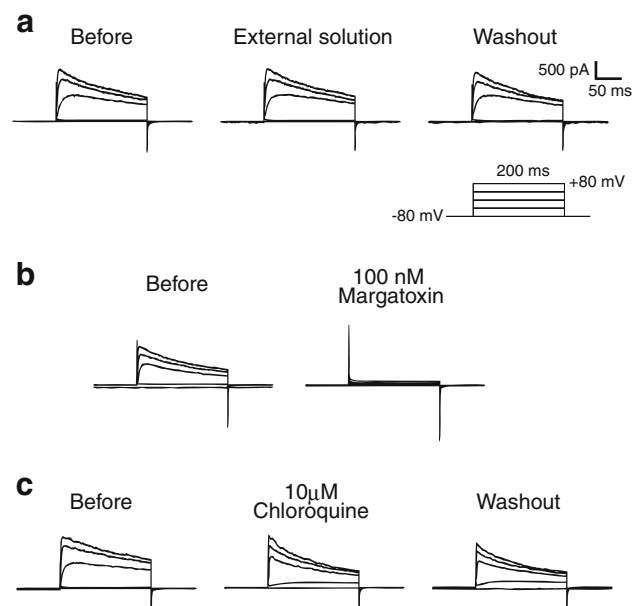 a
Before
External solution
Washout
500 pA
50 ms
200 ms
+80 mV
-80 mV
b
Before
100 nM
Margatoxin
c
Before
10μM
Chloroquine
Washout